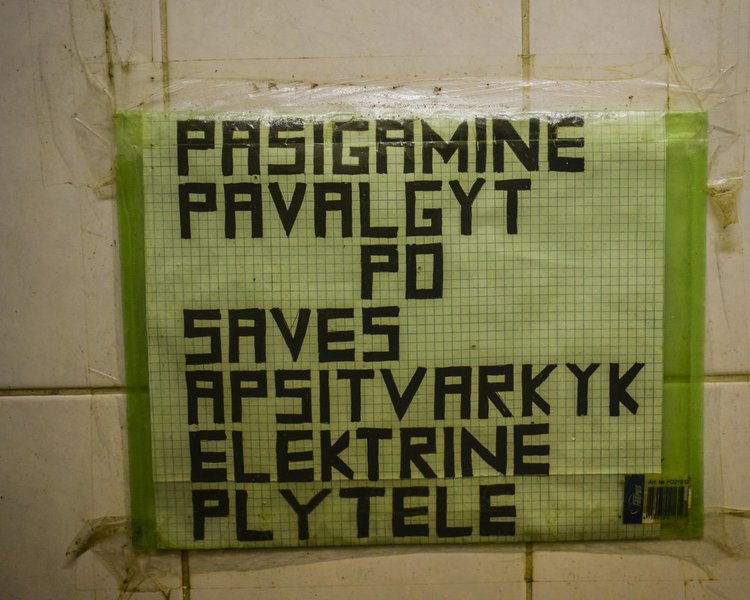 PASIGAMINE
PAVALGYT
PO
SAVES
APSITVARKYK
ELEKTRINE
PLYTELE